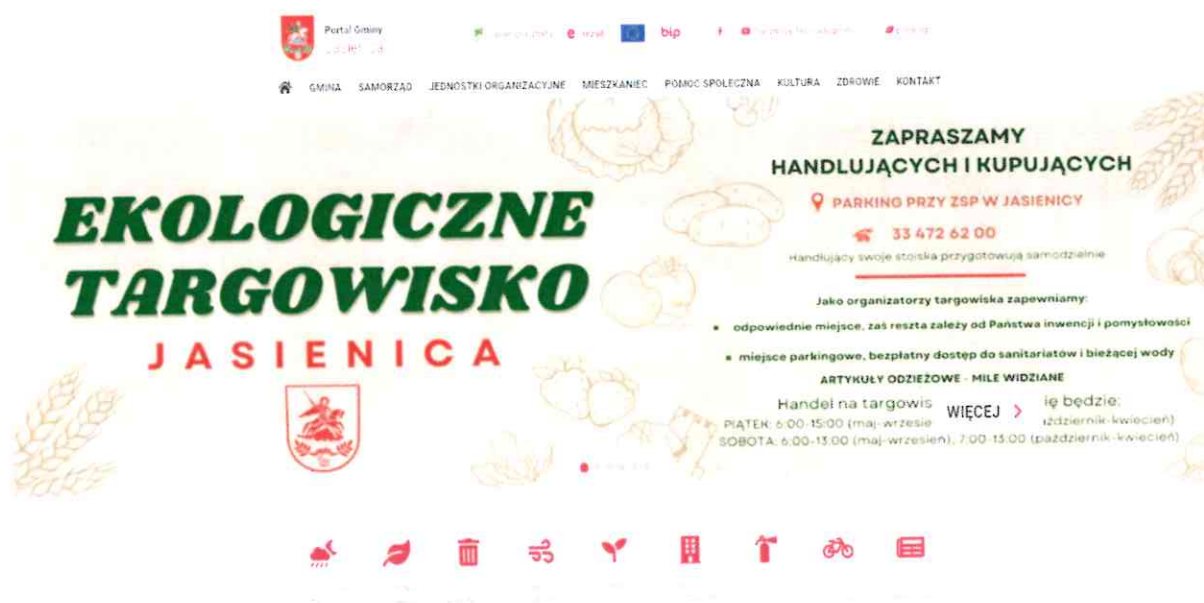 Portal Gminy
bip
GMINA SAMORZĄD JEDNOSTKI ORGANIZACYJNE MIESZKANIEC POMOC SPOŁECZNA KULTURA ZDROWIE KONTAKT
EKOLOGICZNE
TARGOWISKO
JASIENICA
ZAPRASZAMY
HANDLUJĄCYCH I KUPUJĄCYCH
PARKING PRZY ZSP W JASIENICY
33 472 62 00
Handlujący swoje stoiska przygotowują samodzielnie
Jako organizatorzy targowiska zapewniamy:
• odpowiednie miejsce, zaś reszta zależy od Państwa inwencji i pomysłowości
• miejsce parkingowe, bezpłatny dostęp do sanitariatów i bieżącej wody
ARTYKUŁY ODZIEŻOWE - MILE WIDZIANE
Handel na targowis WIĘCEJ > ię będzie:
PIĄTEK: 6:00-15:00 (maj-wrzesie ździernik-kwiecień)
SOBOTA: 6:00-13:00 (maj-wrzesień), 7:00-13:00 (październik-kwiecień)